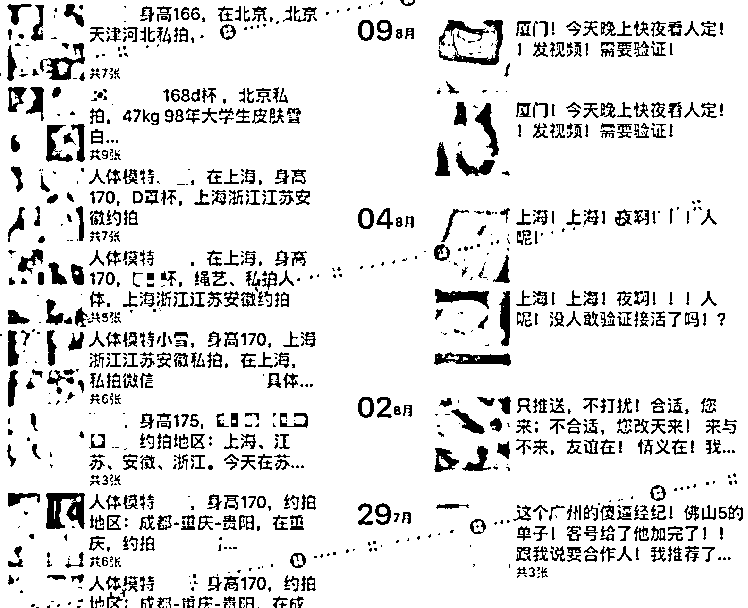 身高166，在北京，北京
天津河北私拍，
共7张
168d杯，北京私
拍，47kg 98年大学生皮肤雪
白...
共9张
人体模特
，在上海，身高
170，D罩杯，上海浙江江苏安
徽约拍
共7张
人体模特
，在上海，身高
170，
杯，绳艺、私拍人
体，上海浙江江苏安徽约拍
共5张
人体模特小雪，身高170，上海
浙江江苏安徽私拍，在上海，
私拍微信
具体...
共6张
身高175，
约拍地区：上海、江
苏、安徽、浙江。今天在苏...
共3张
人体模特
，身高170，约拍
地区：成都-重庆-贵阳，在重
庆，约拍
共6张
人体模特
，身高170，约拍
地区：成都-重庆-贵阳，在成
09 8月
厦门！今天晚上快夜看人定！
！发视频！需要验证！
厦门！今天晚上快夜看人定！
！发视频！需要验证！
04 8月
上海！上海！夜啊！！！人
呢！
上海！上海！夜啊！！！人
呢！没人敢验证接活了吗！？
02 8月
只推送，不打扰！合适，您
来；不合适，您改天来！来与
不来，友谊在！情义在！我...
29 7月
这个广州的傻逼经纪！佛山5的
单子！客号给了他加完了！！
跟我说要合作人！我推荐了...
共3张